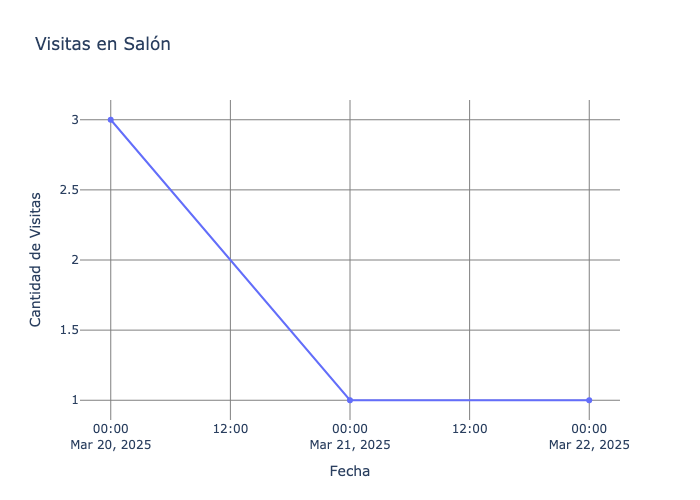 Visitas en Salón
Cantidad de Visitas
3
2.5
2
1.5
1
00:00 12:00 00:00 12:00 00:00
Mar 20, 2025 Mar 21, 2025 Mar 22, 2025
Fecha